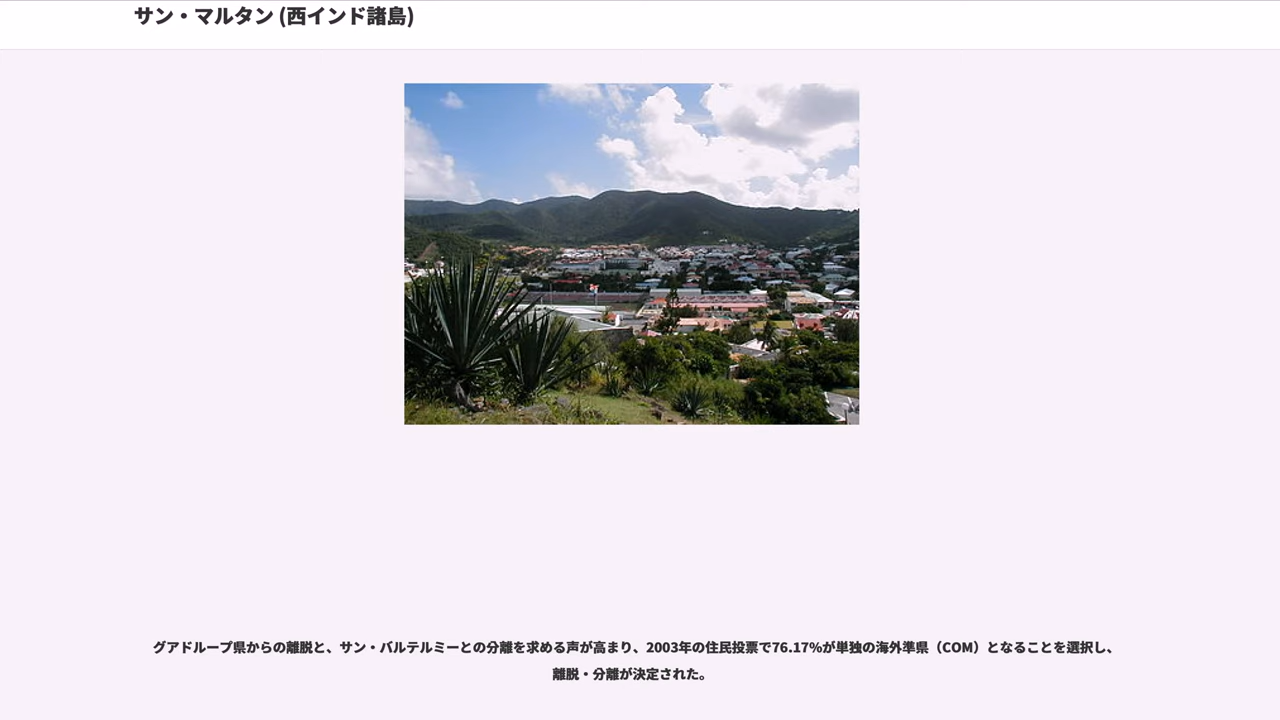 サン・マルタン (西インド諸島)
グアドループ県からの離脱と、サン・バルテルミーとの分離を求める声が高まり、2003年の住民投票で76.17%が単独の海外準県（COM）となることを選択し、
離脱・分離が決定された。